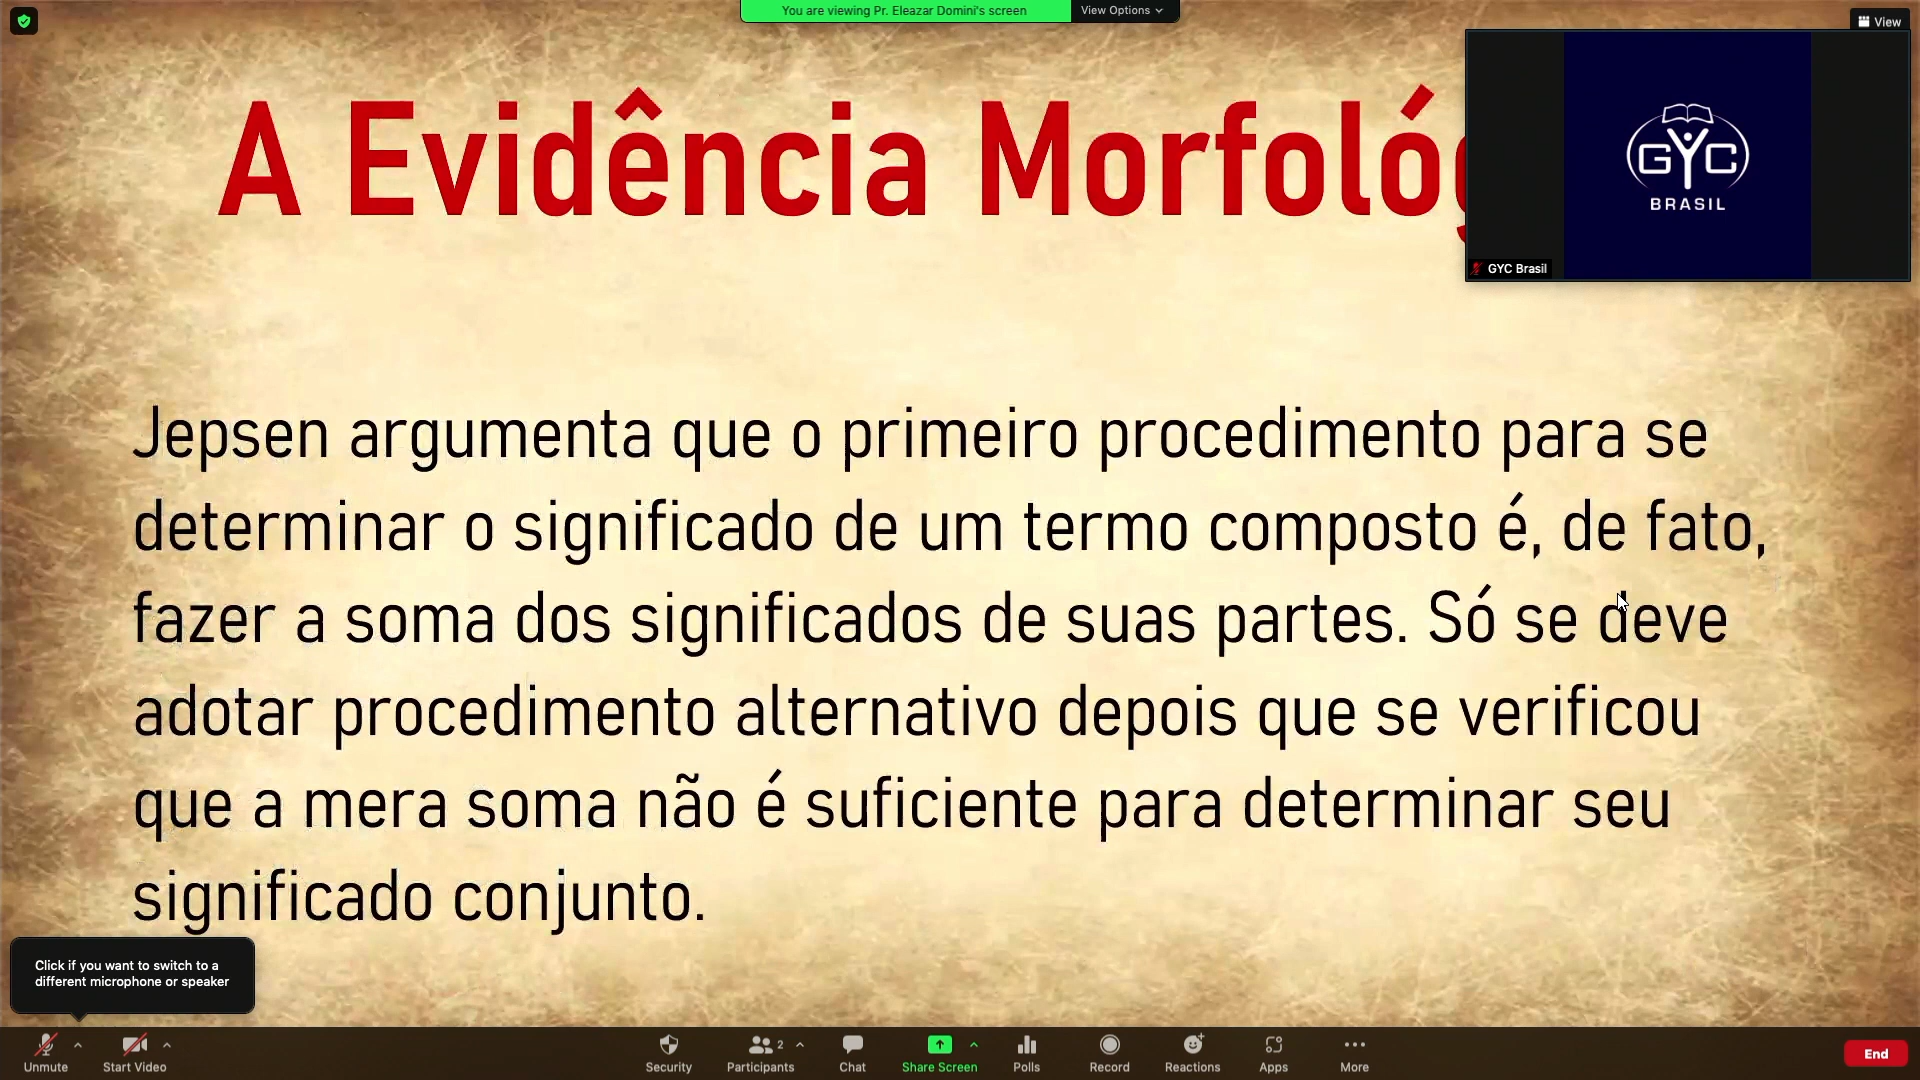 You are viewing Pr. Eleazar Domini's screen
View Options
View
A Evidência
GYC
BRASIL
GYC Brasil
Jepsen argumenta que o primeiro procedimento para se
determinar o significado de um termo composto é, de fato,
fazer a soma dos significados de suas partes. Só se deve
adotar procedimento alternativo depois que se verificou
que a mera soma não é suficiente para determinar seu
significado conjunto.
Click if you want to switch to a
different microphone or speaker
Unmute
Start Video
Security
Participants
2
Chat
Share Screen
Polls
Record
Reactions
Apps
More
End